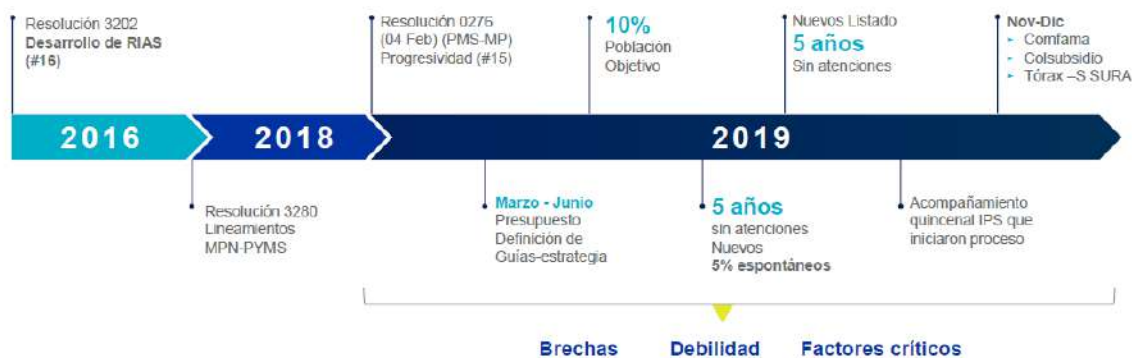 Resolución 3202
Desarrollo de RIAS
(#16)
Resolución 0276
(04 Feb) (PMS-MP)
Progresividad (#15)
10%
Población
Objetivo
Nuevos Listado
5 años
Sin atenciones
Nov-Dic
Comfama
Colsubsidio
Tórax –S SURA
2016
2018
2019
Resolución 3280
Lineamientos
MPN-PYMS
Marzo - Junio
Presupuesto
Definición de
Guías-estrategia
5 años
sin atenciones
Nuevos
5% espontáneos
Acompañamiento
quincenal IPS que
iniciaron proceso
Brechas Debilidad Factores críticos